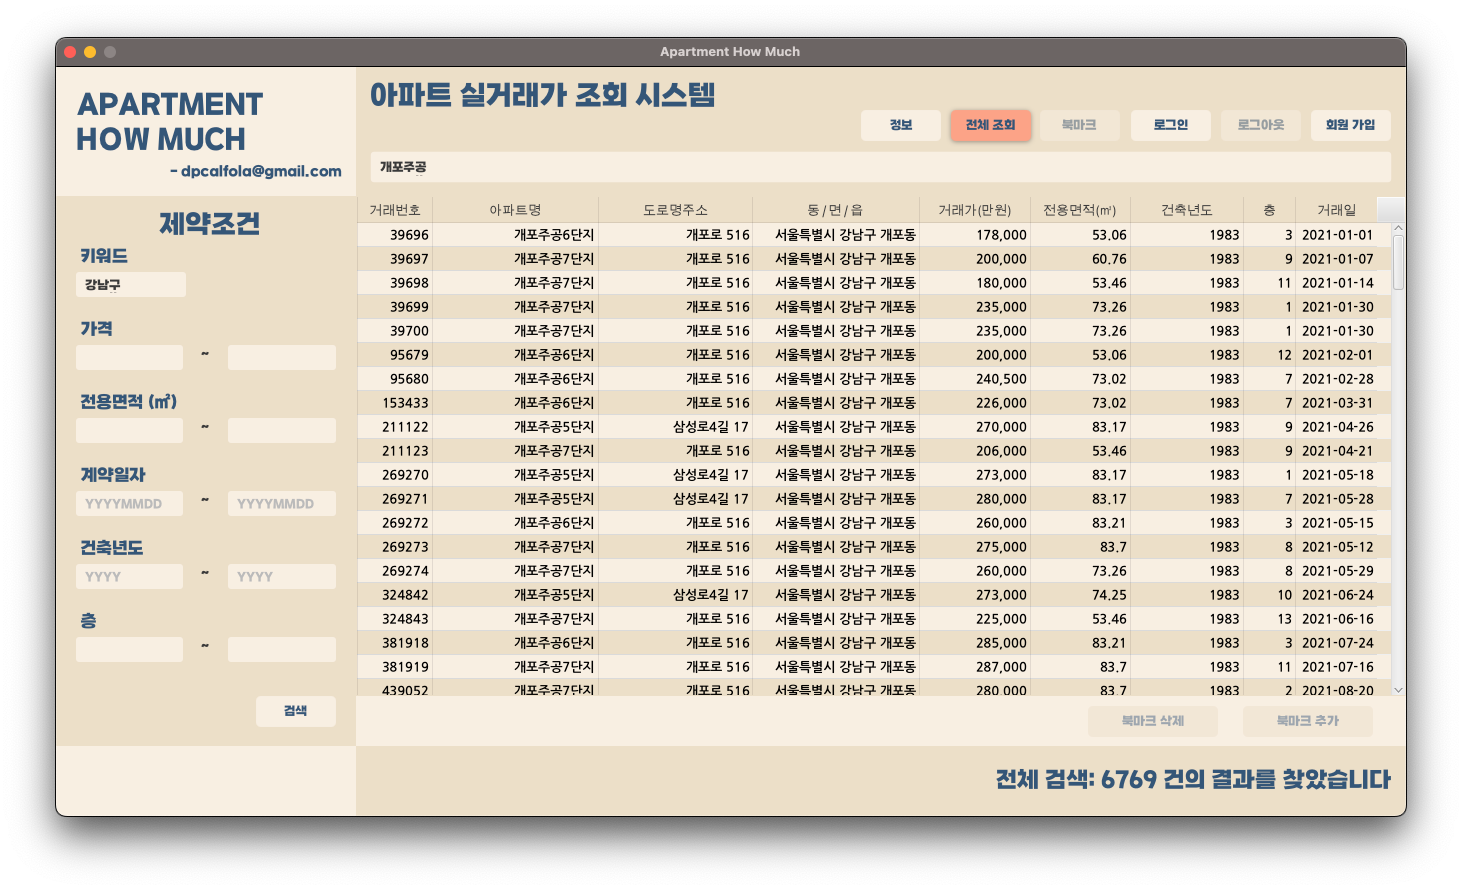 Apartment How Much
APARTMENT
HOW MUCH
- dpcalfola@gmail.com
아파트 실거래가 조회 시스템
정보 전체 조회 북마크 로그인 로그아웃 회원 가입
개포주공
제약조건
키워드
강남구
가격
~
전용면적 (㎡)
~
계약일자
YYYYMMDD ~ YYYYMMDD
건축년도
YYYY ~ YYYY
층
~
검색
거래번호 아파트명 도로명주소 동/면/읍 거래가(만원) 전용면적(㎡) 건축년도 층 거래일
39696 개포주공6단지 개포로 516 서울특별시 강남구 개포동 178,000 53.06 1983 3 2021-01-01
39697 개포주공7단지 개포로 516 서울특별시 강남구 개포동 200,000 60.76 1983 9 2021-01-07
39698 개포주공7단지 개포로 516 서울특별시 강남구 개포동 180,000 53.46 1983 11 2021-01-14
39699 개포주공7단지 개포로 516 서울특별시 강남구 개포동 235,000 73.26 1983 1 2021-01-30
39700 개포주공7단지 개포로 516 서울특별시 강남구 개포동 235,000 73.26 1983 1 2021-01-30
95679 개포주공6단지 개포로 516 서울특별시 강남구 개포동 200,000 53.06 1983 12 2021-02-01
95680 개포주공6단지 개포로 516 서울특별시 강남구 개포동 240,500 73.02 1983 7 2021-02-28
153433 개포주공6단지 개포로 516 서울특별시 강남구 개포동 226,000 73.02 1983 7 2021-03-31
211122 개포주공5단지 삼성로4길 17 서울특별시 강남구 개포동 270,000 83.17 1983 9 2021-04-26
211123 개포주공7단지 개포로 516 서울특별시 강남구 개포동 206,000 53.46 1983 9 2021-04-21
269270 개포주공5단지 삼성로4길 17 서울특별시 강남구 개포동 273,000 83.17 1983 1 2021-05-18
269271 개포주공5단지 삼성로4길 17 서울특별시 강남구 개포동 280,000 83.17 1983 7 2021-05-28
269272 개포주공6단지 개포로 516 서울특별시 강남구 개포동 260,000 83.21 1983 3 2021-05-15
269273 개포주공7단지 개포로 516 서울특별시 강남구 개포동 275,000 83.7 1983 8 2021-05-12
269274 개포주공7단지 개포로 516 서울특별시 강남구 개포동 260,000 73.26 1983 8 2021-05-29
324842 개포주공5단지 삼성로4길 17 서울특별시 강남구 개포동 273,000 74.25 1983 10 2021-06-24
324843 개포주공7단지 개포로 516 서울특별시 강남구 개포동 225,000 53.46 1983 13 2021-06-16
381918 개포주공6단지 개포로 516 서울특별시 강남구 개포동 285,000 83.21 1983 3 2021-07-24
381919 개포주공7단지 개포로 516 서울특별시 강남구 개포동 287,000 83.7 1983 11 2021-07-16
439052 개포주공7단지 개포로 516 서울특별시 강남구 개포동 280,000 83.7 1983 2 2021-08-20
북마크 삭제 북마크 추가
전체 검색: 6769 건의 결과를 찾았습니다